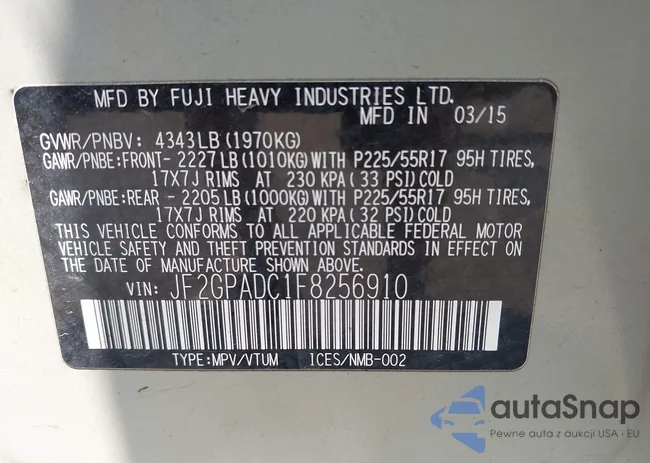 MFD BY FUJI HEAVY INDUSTRIES LTD.
MFD IN 03/15
GVWR/PNBV: 4343LB(1970KG)
GAWR/PNBE:FRONT- 2227LB(1010KG)WITH P225/55R17 95H TIRES,
17X7J RIMS AT 230 KPA(33 PSI)COLD
GAWR/PNBE:REAR - 2205LB(1000KG)WITH P225/55R17 95H TIRES,
17X7J RIMS AT 220 KPA(32 PSI)COLD
THIS VEHICLE CONFORMS TO ALL APPLICABLE FEDERAL MOTOR
VEHICLE SAFETY AND THEFT PREVENTION STANDARDS IN EFFECT ON
THE DATE OF MANUFACTURE SHOWN ABOVE.
VIN: JF2GPADC1F8256910
TYPE:MPV/VTUM ICES/NMB-002
autaSnap
Pewne auta z aukcji USA i EU